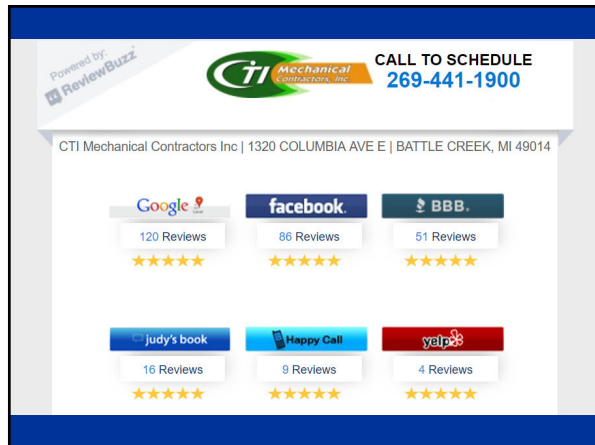 Powered by:
ReviewBuzz
CTI Mechanical
Contractors, Inc
CALL TO SCHEDULE
269-441-1900
CTI Mechanical Contractors Inc | 1320 COLUMBIA AVE E | BATTLE CREEK, MI 49014
Google Local
facebook.
BBB.
120 Reviews
86 Reviews
51 Reviews
judy's book
Happy Call
yelp
16 Reviews
9 Reviews
4 Reviews